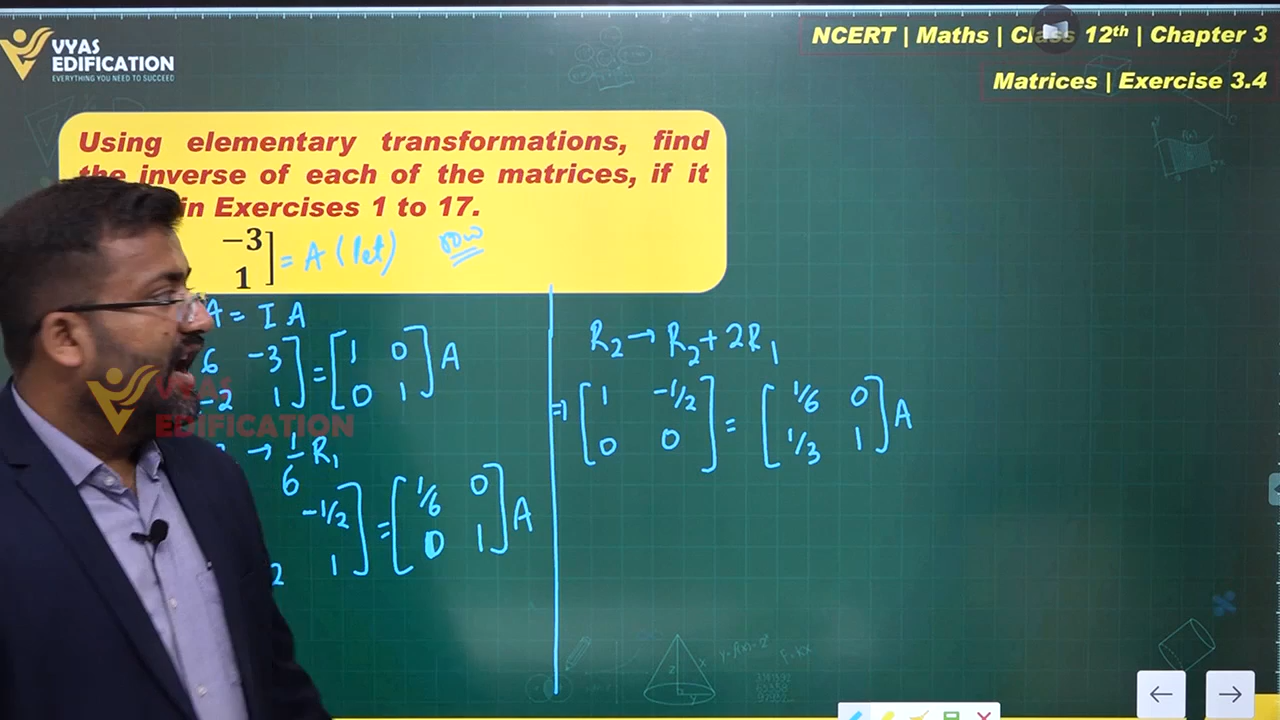 VYAS
EDIFICATION
EVERYTHING YOU NEED TO SUCCEED
NCERT | Maths | Class 12th | Chapter 3
Matrices | Exercise 3.4
Using elementary transformations, find
the inverse of each of the matrices, if it
in Exercises 1 to 17.
−3
1 ] = A (let) row
A = I A
6 −3 ] = [ 1 0 ] A
−2 1 ] = [ 0 1 ] A
→ 1/6 R₁
−1/2 ] = [ 1/6 0 ] A
2 1 ] = [ 0 1 ] A
R₂ → R₂ + 2R₁
⇒ [ 1 −1/2 ] = [ 1/6 0 ] A
[ 0 0 ] = [ 1/3 1 ] A
VYAS
EDIFICATION